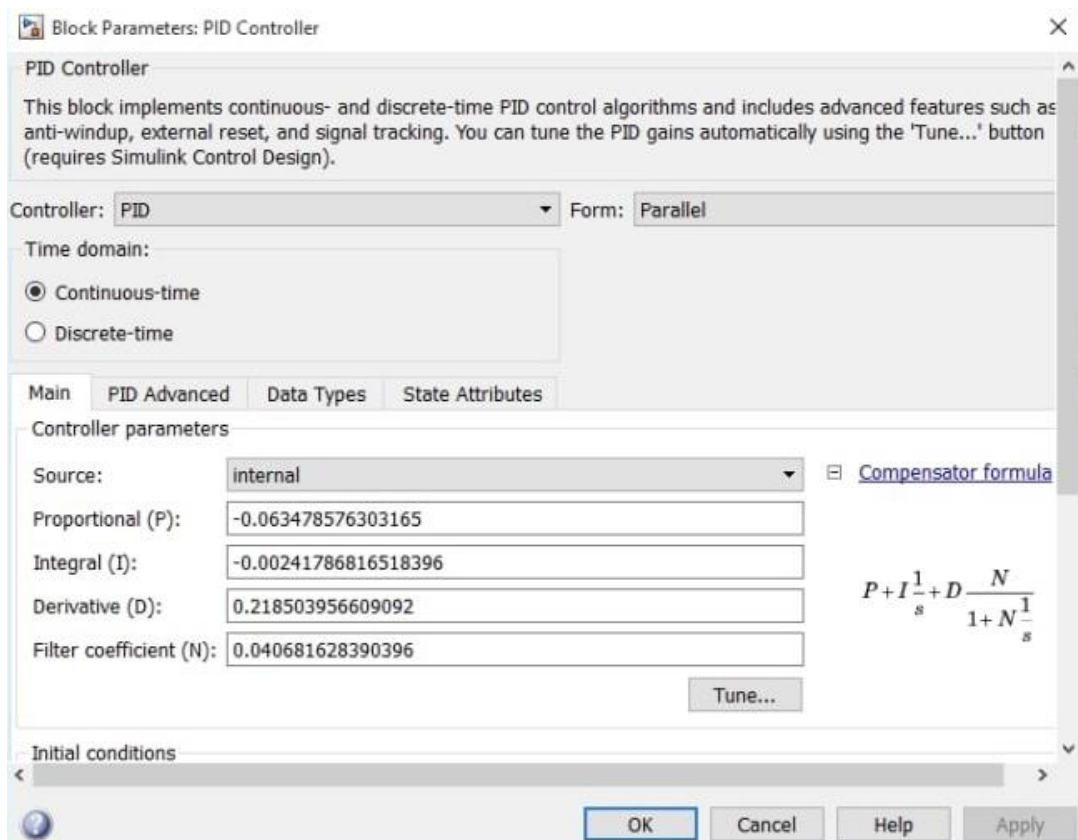 Block Parameters: PID Controller
PID Controller
This block implements continuous- and discrete-time PID control algorithms and includes advanced features such as
anti-windup, external reset, and signal tracking. You can tune the PID gains automatically using the 'Tune...' button
(requires Simulink Control Design).
Controller: PID Form: Parallel
Time domain:
Continuous-time
Discrete-time
Main PID Advanced Data Types State Attributes
Controller parameters
Source: internal Compensator formula
Proportional (P): -0.063478576303165
Integral (I): -0.00241786816518396
Derivative (D): 0.218503956609092
Filter coefficient (N): 0.040681628390396
P+I 1/s +D N/(1+N 1/s)
Tune...
Initial conditions
OK Cancel Help Apply